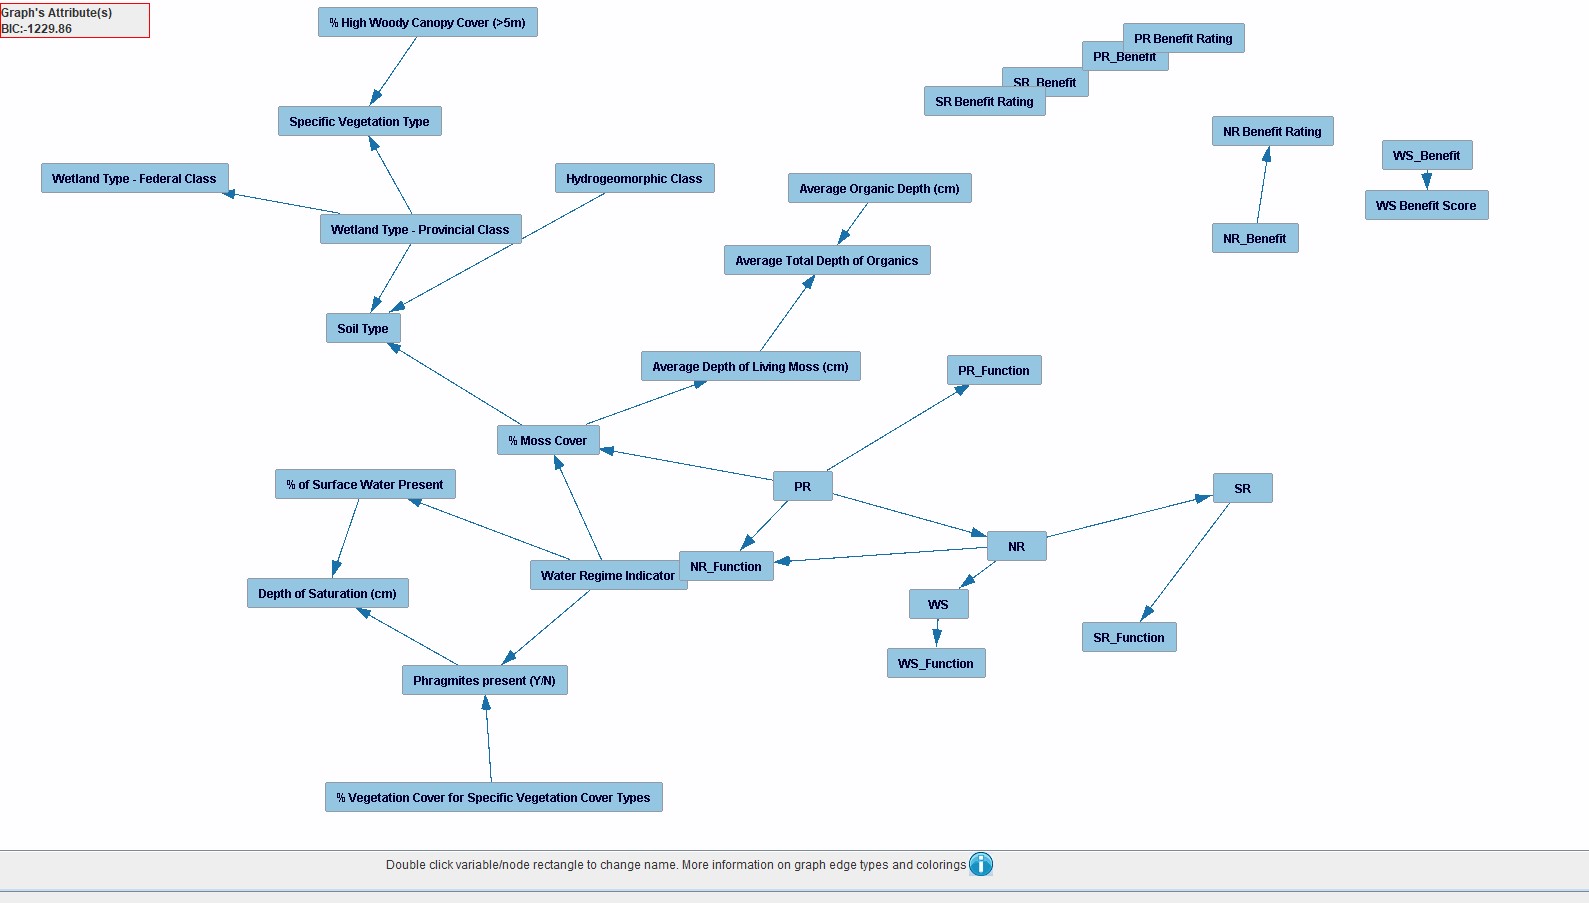 Graph's Attribute(s)
BIC:-1229.86
% High Woody Canopy Cover (>5m)
PR Benefit Rating
PR_Benefit
SR_Benefit
SR Benefit Rating
Specific Vegetation Type
NR Benefit Rating
WS_Benefit
Wetland Type - Federal Class
Hydrogeomorphic Class
Average Organic Depth (cm)
WS Benefit Score
Wetland Type - Provincial Class
NR_Benefit
Average Total Depth of Organics
Soil Type
Average Depth of Living Moss (cm)
PR_Function
% Moss Cover
% of Surface Water Present
PR
SR
NR
Water Regime Indicator
NR_Function
Depth of Saturation (cm)
WS
SR_Function
WS_Function
Phragmites present (Y/N)
% Vegetation Cover for Specific Vegetation Cover Types
Double click variable/node rectangle to change name. More information on graph edge types and colorings